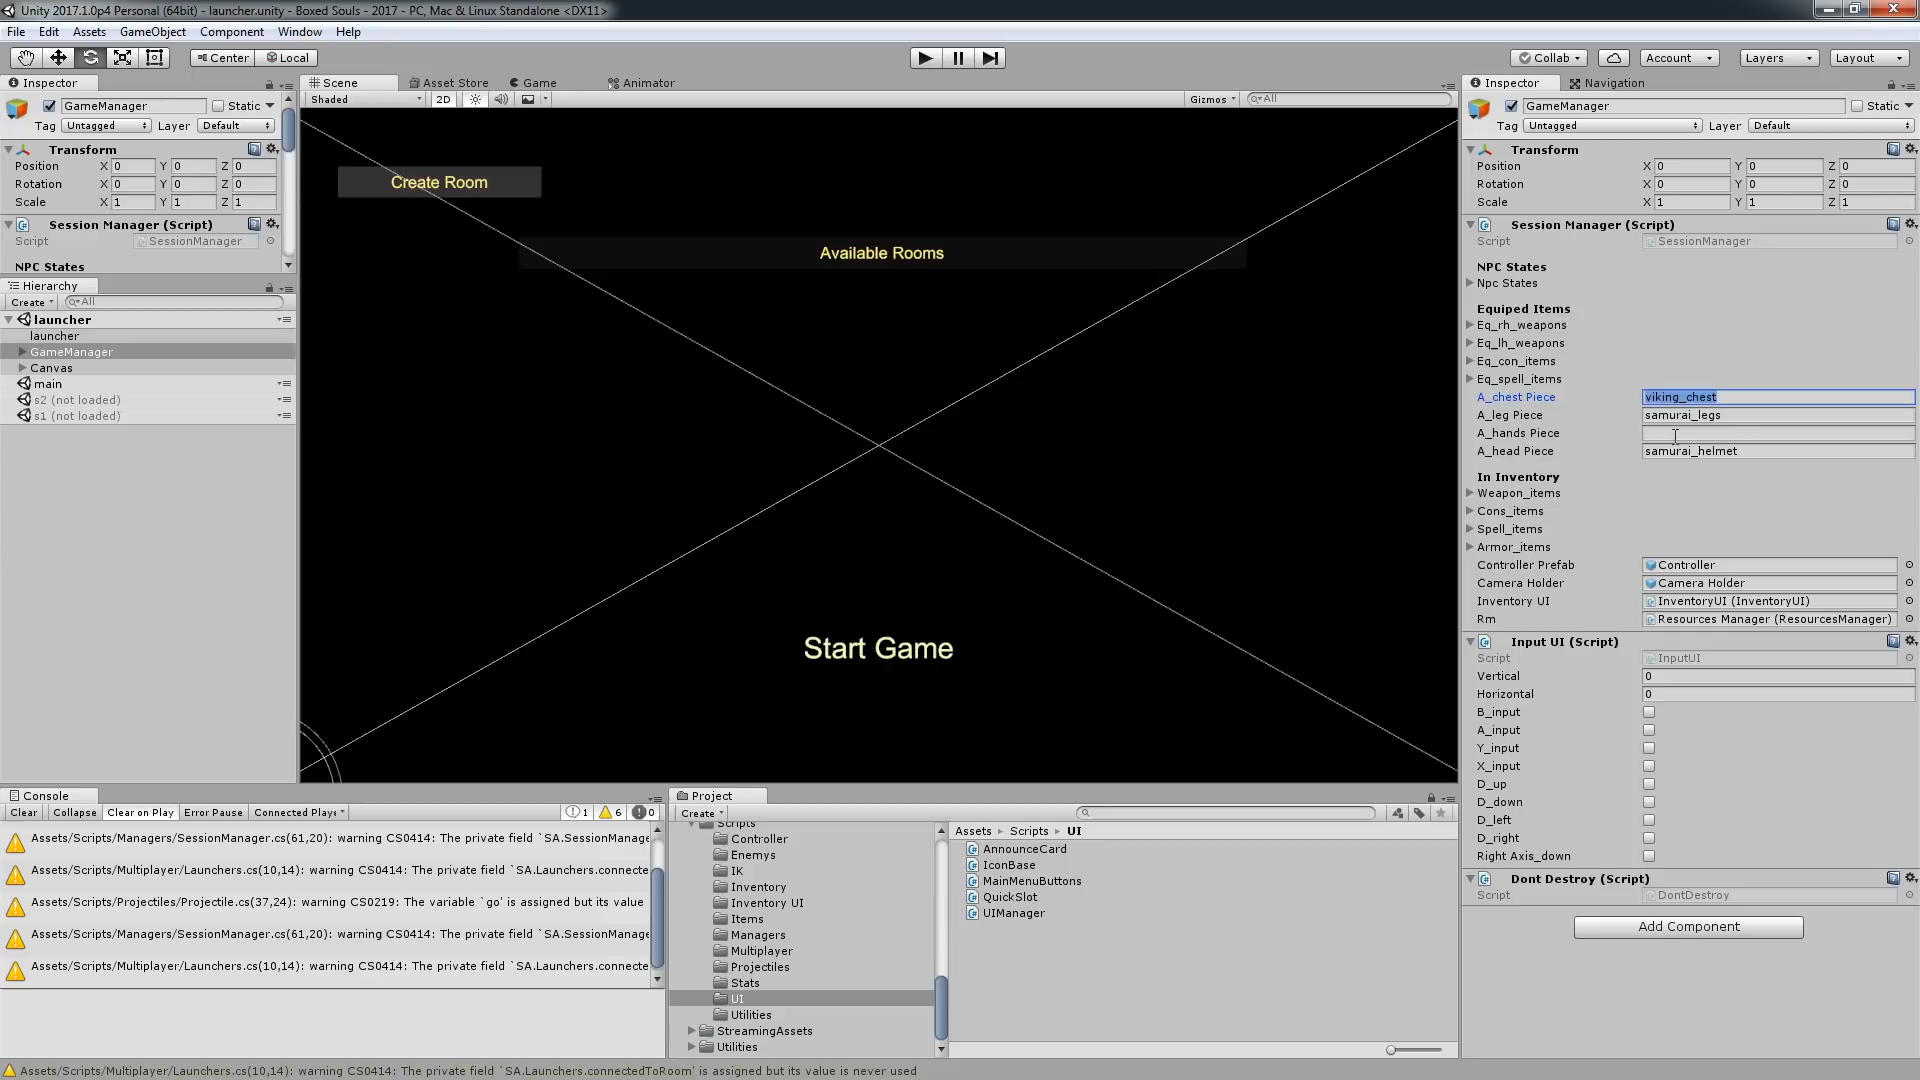 Unity 2017.1.0p4 Personal (64bit) - launcher.unity - Boxed Souls - 2017 - PC, Mac & Linux Standalone <DX11>
File Edit Assets GameObject Component Window Help
Center Local Collab Account Layers Layout
Inspector
GameManager Static
Tag Untagged Layer Default
Transform
Position X 0 Y 0 Z 0
Rotation X 0 Y 0 Z 0
Scale X 1 Y 1 Z 1
Session Manager (Script)
Script SessionManager
NPC States
Hierarchy
Create All
launcher
launcher
GameManager
Canvas
main
s2 (not loaded)
s1 (not loaded)
Scene Asset Store Game Animator
Shaded 2D Gizmos All
Create Room
Available Rooms
Start Game
Inspector Navigation
GameManager Static
Tag Untagged Layer Default
Transform
Position X 0 Y 0 Z 0
Rotation X 0 Y 0 Z 0
Scale X 1 Y 1 Z 1
Session Manager (Script)
Script SessionManager
NPC States
Npc States
Equiped Items
Eq_rh_weapons
Eq_lh_weapons
Eq_con_items
Eq_spell_items
A_chest Piece viking_chest
A_leg Piece samurai_legs
A_hands Piece
A_head Piece samurai_helmet
In Inventory
Weapon_items
Cons_items
Spell_items
Armor_items
Controller Prefab Controller
Camera Holder Camera Holder
Inventory UI InventoryUI (InventoryUI)
Rm Resources Manager (ResourcesManager)
Input UI (Script)
Script InputUI
Vertical 0
Horizontal 0
B_input
A_input
Y_input
X_input
D_up
D_down
D_left
D_right
Right Axis_down
Dont Destroy (Script)
Script DontDestroy
Add Component
Console
Clear Collapse Clear on Play Error Pause Connected Playe 1 6 0
Assets/Scripts/Managers/SessionManager.cs(61,20): warning CS0414: The private field `SA.SessionManage
Assets/Scripts/Multiplayer/Launchers.cs(10,14): warning CS0414: The private field `SA.Launchers.connecte
Assets/Scripts/Projectiles/Projectile.cs(37,24): warning CS0219: The variable `go' is assigned but its value
Assets/Scripts/Managers/SessionManager.cs(61,20): warning CS0414: The private field `SA.SessionManage
Assets/Scripts/Multiplayer/Launchers.cs(10,14): warning CS0414: The private field `SA.Launchers.connecte
Project
Create
Scripts
Controller
Enemys
IK
Inventory
Inventory UI
Items
Managers
Multiplayer
Projectiles
Stats
UI
Utilities
StreamingAssets
Utilities
Assets Scripts UI
AnnounceCard
IconBase
MainMenuButtons
QuickSlot
UIManager
Assets/Scripts/Multiplayer/Launchers.cs(10,14): warning CS0414: The private field `SA.Launchers.connectedToRoom' is assigned but its value is never used